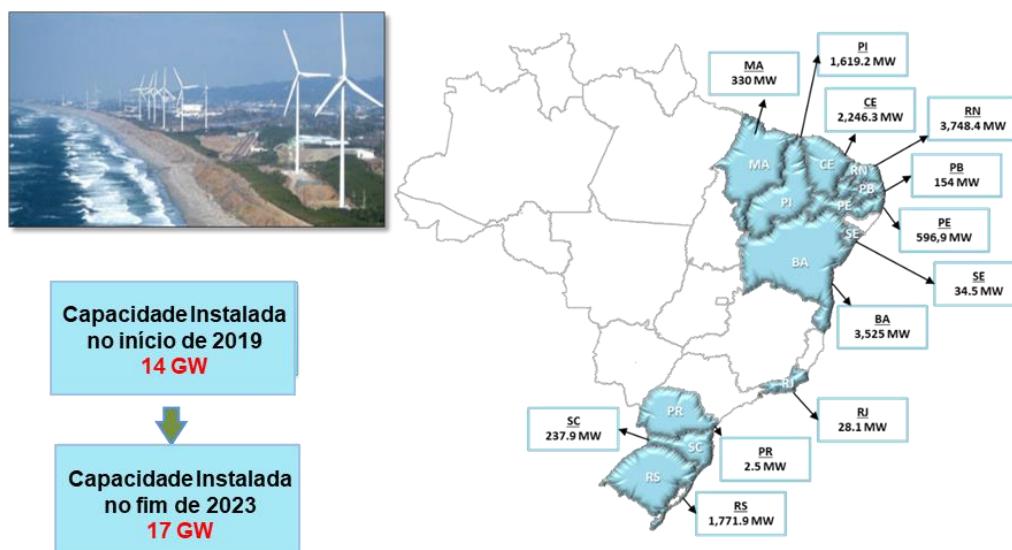 Capacidade Instalada
no início de 2019
14 GW
Capacidade Instalada
no fim de 2023
17 GW
MA
330 MW
PI
1,619.2 MW
CE
2,246.3 MW
RN
3,748.4 MW
PB
154 MW
PE
596,9 MW
SE
34.5 MW
BA
3,525 MW
RJ
28.1 MW
PR
2.5 MW
SC
237.9 MW
RS
1,771.9 MW
MA
PI
CE
RN
PB
PE
SE
BA
RJ
PR
SC
RS